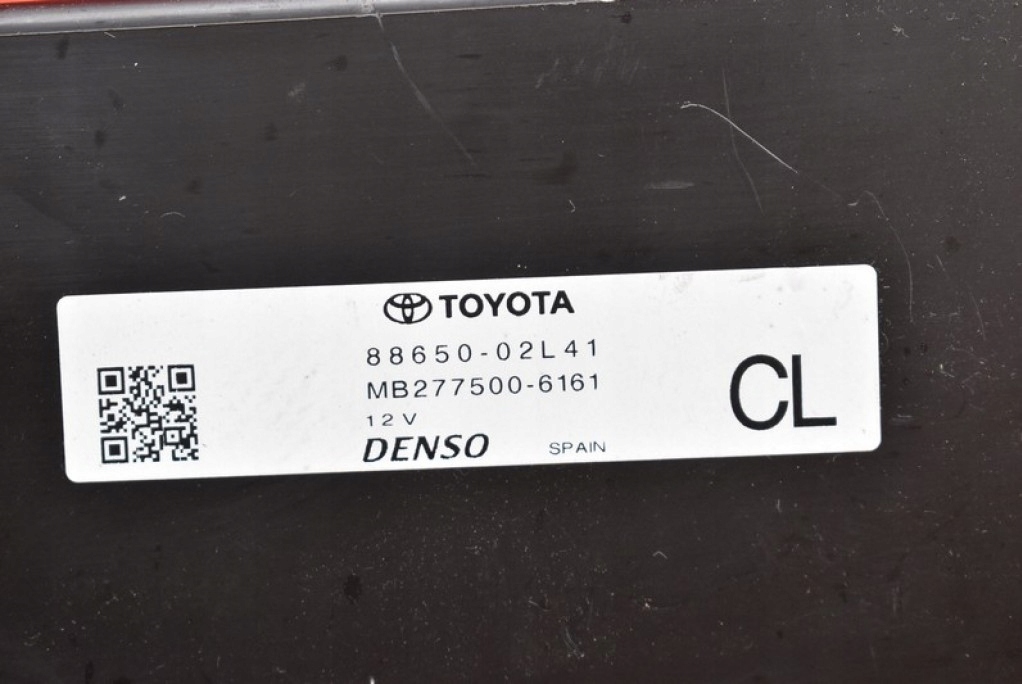 TOYOTA
88650-02L41
MB277500-6161
12V
DENSO SPAIN
CL